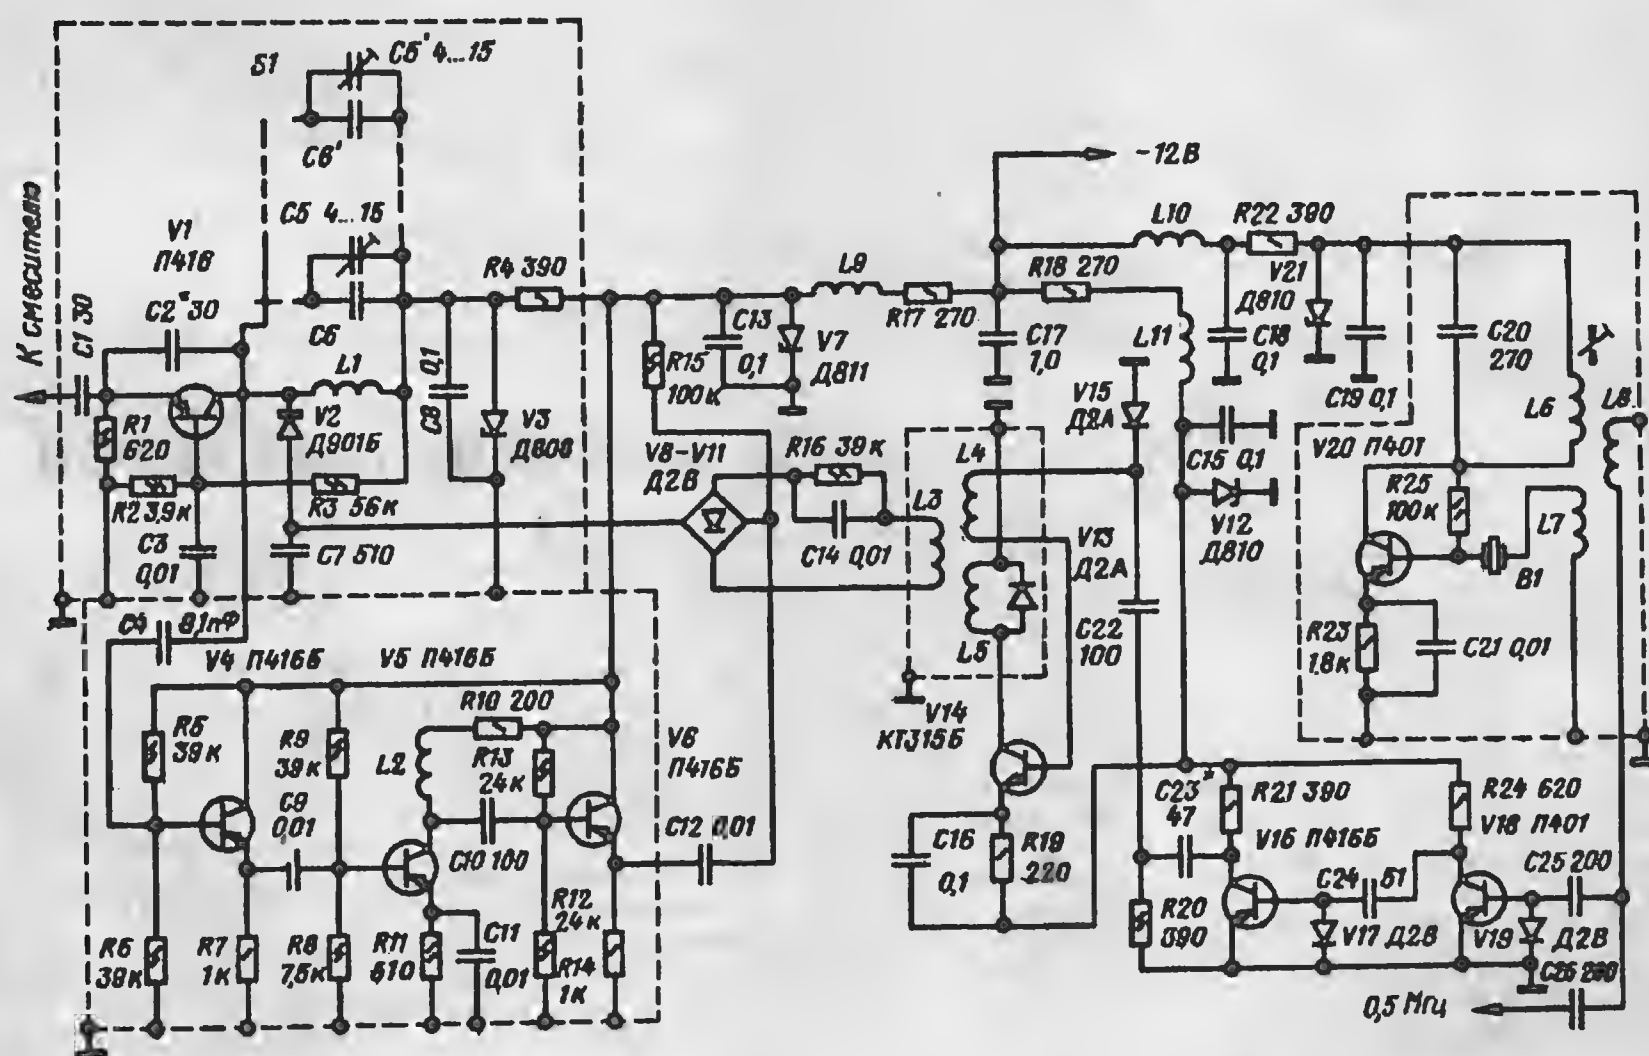 S1
C5' 4...15
C6'
К смесителю
C1 30
V1
П416
C2* 30
C5 4...15
C6
L1
R1
620
V2
Д901Б
R2 3,9к
R3 56к
C3
0,01
C7 510
R4 390
C8 0,1
V3
Д808
R15
100к
C13
0,1
V7
Д811
L9
R17 270
-12В
R18 270
C17
1,0
L10
R22 390
L11
C18
0,1
V21
Д810
C19 0,1
C20
270
L6
L8
V8-V11
Д2В
R16 39к
C14 0,01
L3
L4
L5
V13
Д2А
V15
Д2А
C15 0,1
V12
Д810
V20 П401
R25
100к
L7
B1
R23
1,8к
C21 0,01
C22
100
V14
КТ315Б
C16
0,1
R19
220
C4 8,1пФ
V4 П416Б
V5 П416Б
R5
39к
R9
39к
C9
0,01
L2
R10 200
R13
24к
V6
П416Б
C10 100
C12 0,01
R6
39к
R7
1к
R8
7,5к
R11
510
C11
0,01
R12
24к
R14
1к
C23*
47
R21 390
V16 П416Б
R24 620
V18 П401
R20
390
C24 51
V17 Д2В
V19 Д2В
C25 200
C26 200
0,5 МГц